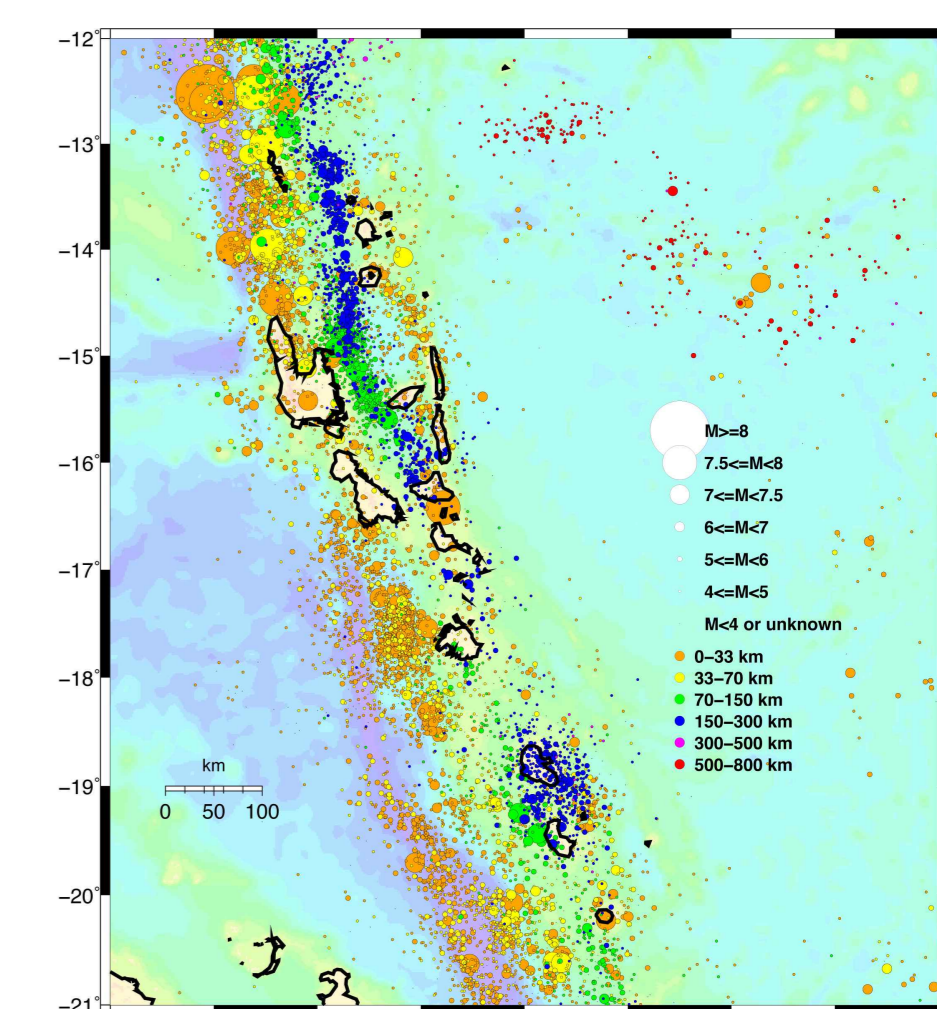 −12°
−13°
−14°
−15°
M>=8
−16°
7.5<=M<8
7<=M<7.5
6<=M<7
5<=M<6
−17°
4<=M<5
M<4 or unknown
0−33 km
−18°
33−70 km
70−150 km
150−300 km
300−500 km
km
500−800 km
−19°
0 50 100
−20°
−21°